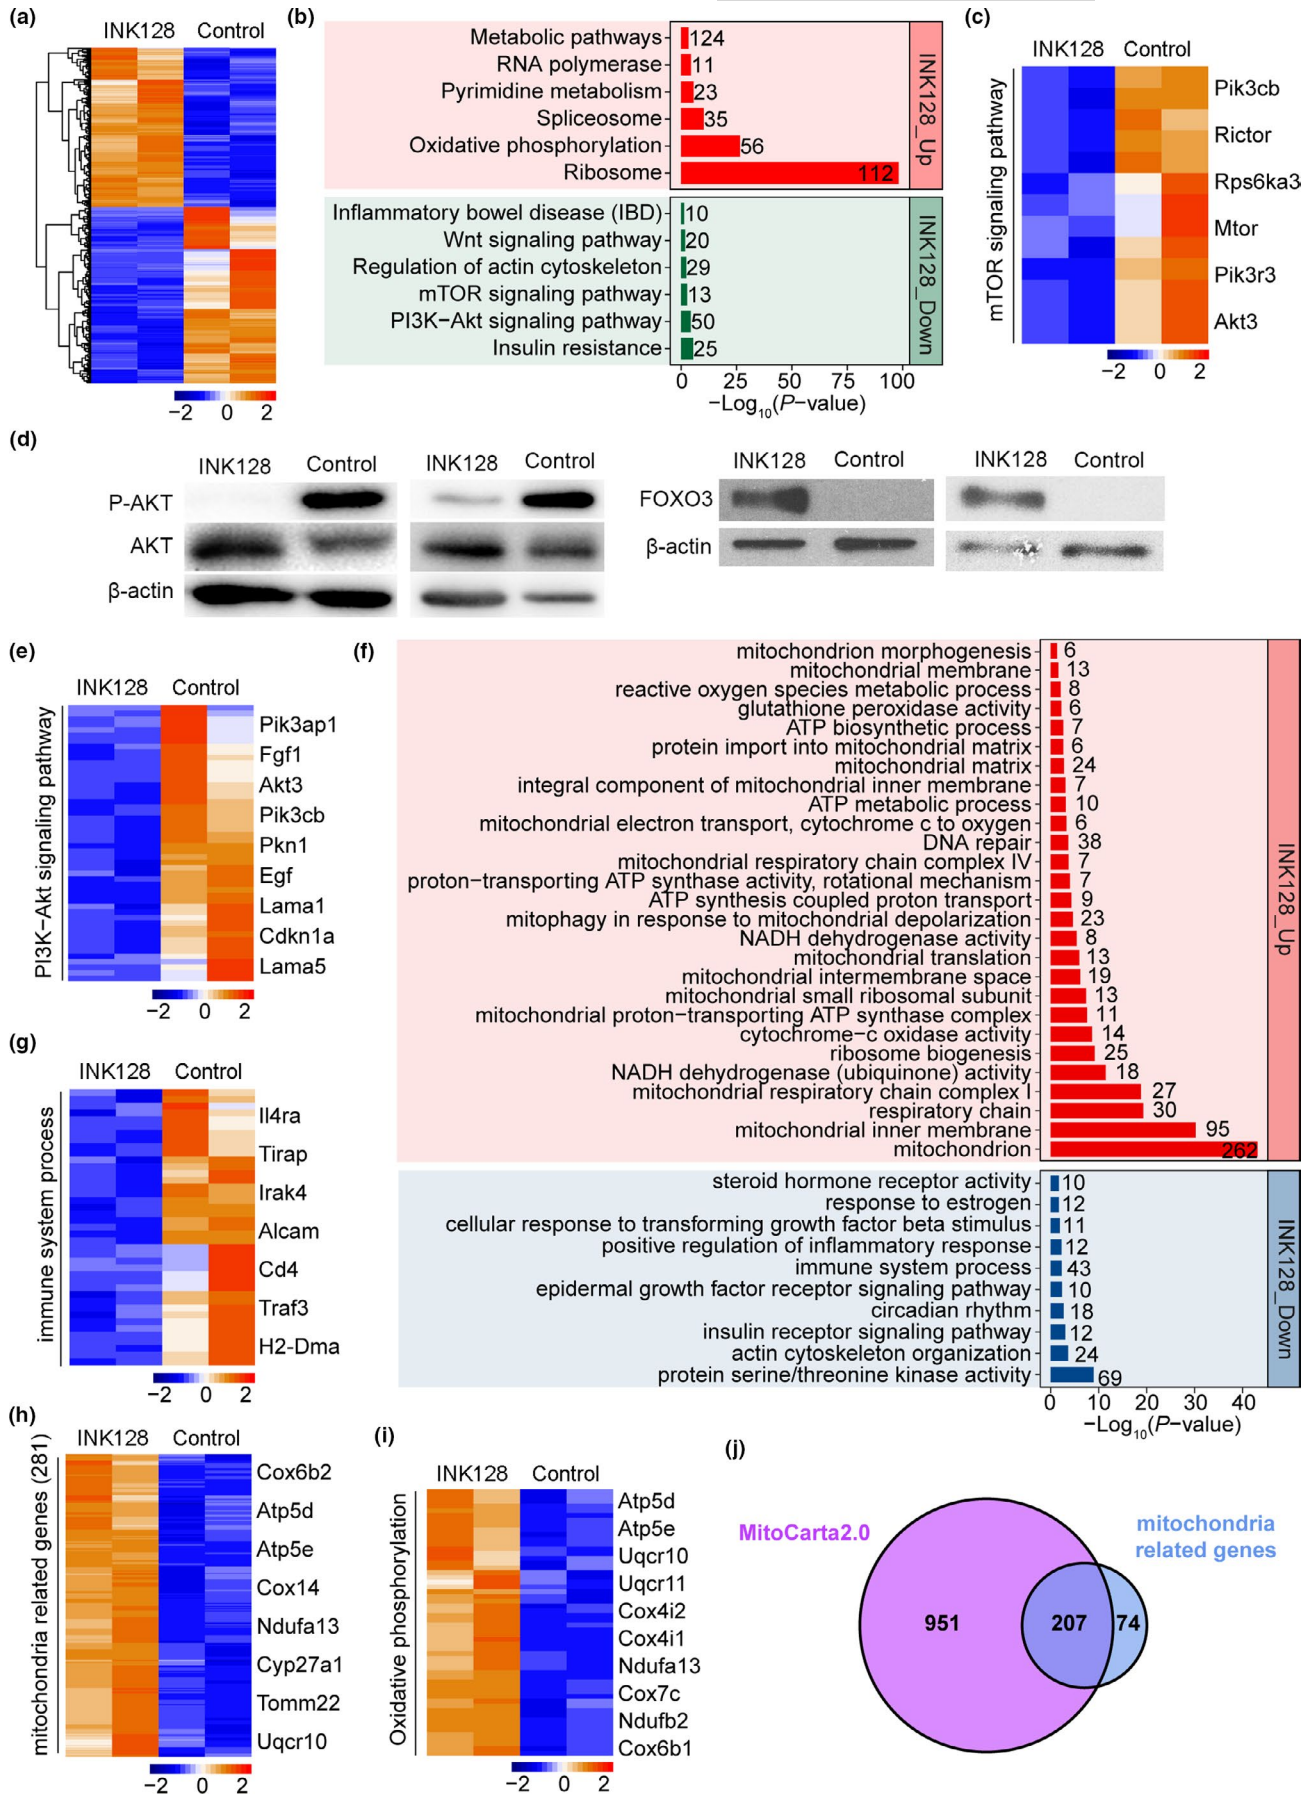 (a)
INK128 Control
−2 0 2
(b)
Metabolic pathways 124
RNA polymerase 11
Pyrimidine metabolism 23
Spliceosome 35
Oxidative phosphorylation 56
Ribosome 112
INK128_Up
Inflammatory bowel disease (IBD) 10
Wnt signaling pathway 20
Regulation of actin cytoskeleton 29
mTOR signaling pathway 13
PI3K−Akt signaling pathway 50
Insulin resistance 25
INK128_Down
0 25 50 75 100
−Log10(P−value)
(c)
INK128 Control
mTOR signaling pathway
Pik3cb
Rictor
Rps6ka3
Mtor
Pik3r3
Akt3
−2 0 2
(d)
INK128 Control INK128 Control
P-AKT
AKT
β-actin
INK128 Control INK128 Control
FOXO3
β-actin
(e)
INK128 Control
PI3K−Akt signaling pathway
Pik3ap1
Fgf1
Akt3
Pik3cb
Pkn1
Egf
Lama1
Cdkn1a
Lama5
−2 0 2
(f)
mitochondrion morphogenesis 6
mitochondrial membrane 13
reactive oxygen species metabolic process 8
glutathione peroxidase activity 6
ATP biosynthetic process 7
protein import into mitochondrial matrix 6
mitochondrial matrix 24
integral component of mitochondrial inner membrane 7
ATP metabolic process 10
mitochondrial electron transport, cytochrome c to oxygen 6
DNA repair 38
mitochondrial respiratory chain complex IV 7
proton−transporting ATP synthase activity, rotational mechanism 7
ATP synthesis coupled proton transport 9
mitophagy in response to mitochondrial depolarization 23
NADH dehydrogenase activity 8
mitochondrial translation 13
mitochondrial intermembrane space 19
mitochondrial small ribosomal subunit 13
mitochondrial proton−transporting ATP synthase complex 11
cytochrome−c oxidase activity 14
ribosome biogenesis 25
NADH dehydrogenase (ubiquinone) activity 18
mitochondrial respiratory chain complex I 27
respiratory chain 30
mitochondrial inner membrane 95
mitochondrion 262
INK128_Up
steroid hormone receptor activity 10
response to estrogen 12
cellular response to transforming growth factor beta stimulus 11
positive regulation of inflammatory response 12
immune system process 43
epidermal growth factor receptor signaling pathway 10
circadian rhythm 18
insulin receptor signaling pathway 12
actin cytoskeleton organization 24
protein serine/threonine kinase activity 69
INK128_Down
0 10 20 30 40
−Log10(P−value)
(g)
INK128 Control
immune system process
Il4ra
Tirap
Irak4
Alcam
Cd4
Traf3
H2-Dma
−2 0 2
(h)
INK128 Control
mitochondria related genes (281)
Cox6b2
Atp5d
Atp5e
Cox14
Ndufa13
Cyp27a1
Tomm22
Uqcr10
−2 0 2
(i)
INK128 Control
Oxidative phosphorylation
Atp5d
Atp5e
Uqcr10
Uqcr11
Cox4i2
Cox4i1
Ndufa13
Cox7c
Ndufb2
Cox6b1
−2 0 2
(j)
MitoCarta2.0
mitochondria
related genes
951 207 74